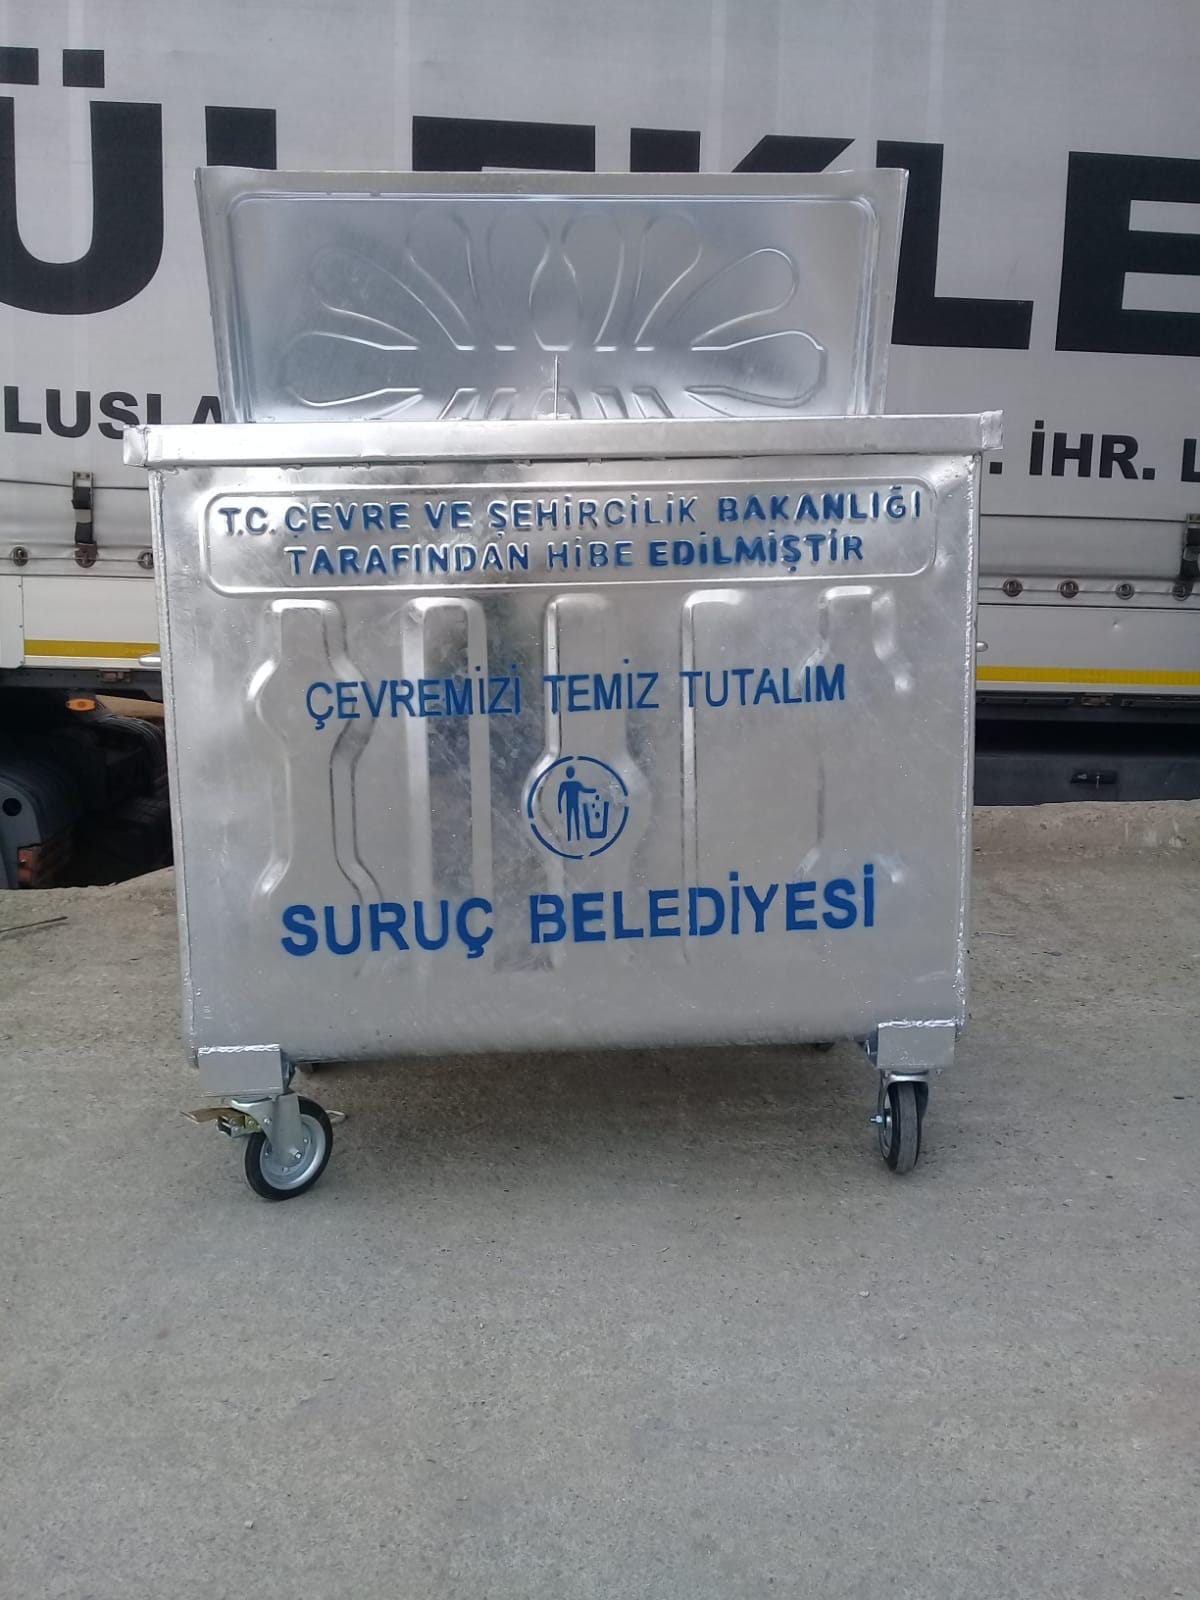 T.C. ÇEVRE VE ŞEHİRCİLİK BAKANLIĞI
TARAFINDAN HİBE EDİLMİŞTİR
ÇEVREMİZİ TEMİZ TUTALIM
SURUÇ BELEDİYESİ
İHR.